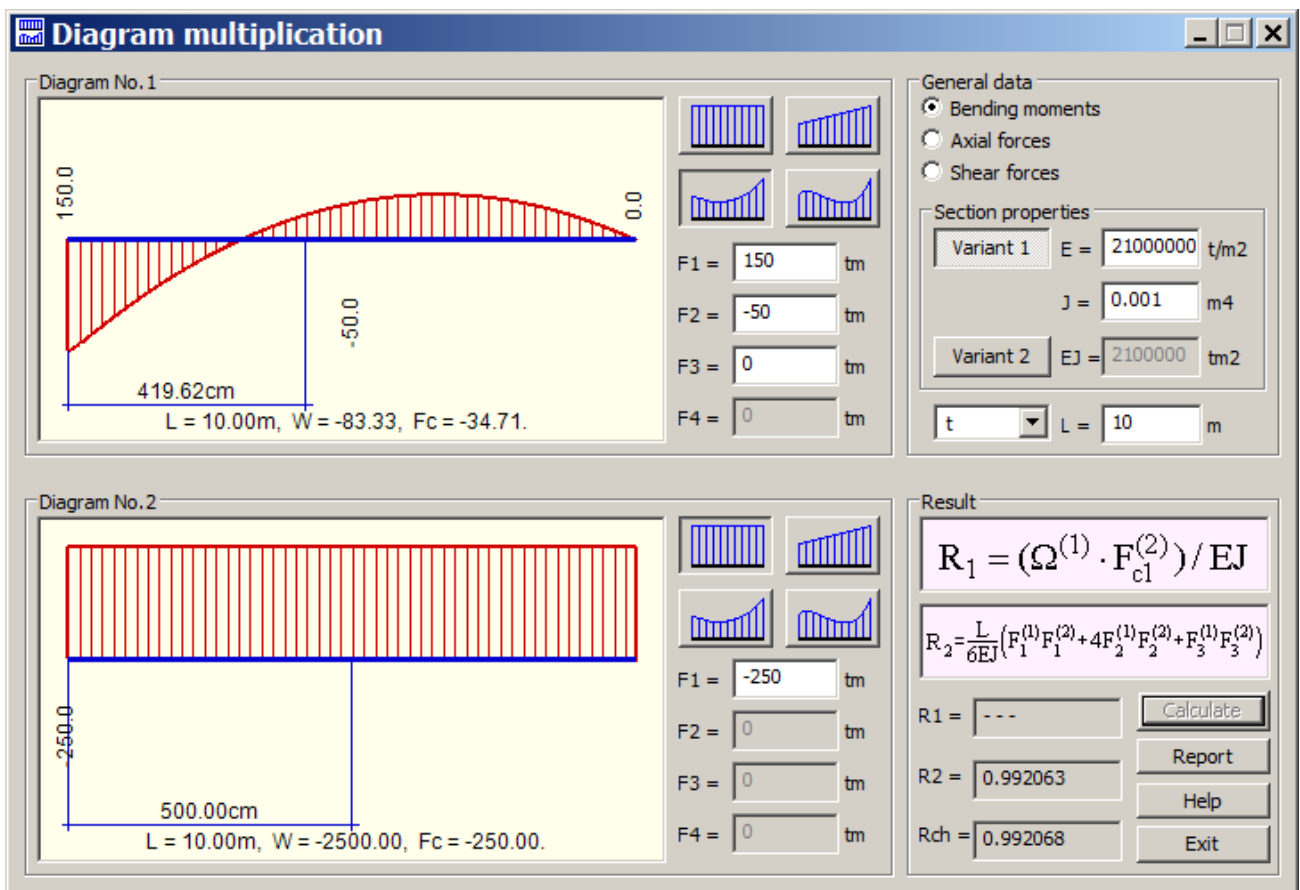 Diagram multiplication
Diagram No.1
150.0
0.0
-50.0
419.62cm
L = 10.00m, W = -83.33, Fc = -34.71.
F1 = 150 tm
F2 = -50 tm
F3 = 0 tm
F4 = 0 tm
General data
Bending moments
Axial forces
Shear forces
Section properties
Variant 1 E = 21000000 t/m2
J = 0.001 m4
Variant 2 EJ = 2100000 tm2
t L = 10 m
Diagram No.2
-250.0
500.00cm
L = 10.00m, W = -2500.00, Fc = -250.00.
F1 = -250 tm
F2 = 0 tm
F3 = 0 tm
F4 = 0 tm
Result
R₁ = (Ω⁽¹⁾ · F_c1⁽²⁾) / EJ
R₂ = L/6EJ (F₁⁽¹⁾F₁⁽²⁾ + 4F₂⁽¹⁾F₂⁽²⁾ + F₃⁽¹⁾F₃⁽²⁾)
R1 = --- Calculate
Report
R2 = 0.992063
Help
Rch = 0.992068 Exit